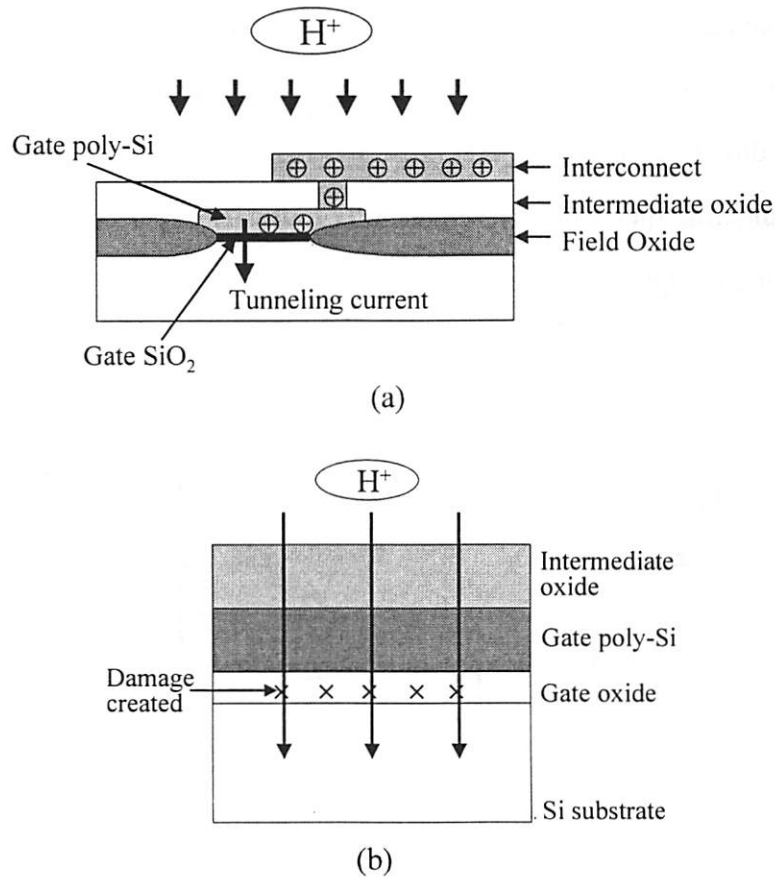 H⁺
Gate poly-Si
Interconnect
Intermediate oxide
Field Oxide
Tunneling current
Gate SiO₂
(a)
H⁺
Intermediate
oxide
Gate poly-Si
Damage
created
Gate oxide
Si substrate
(b)